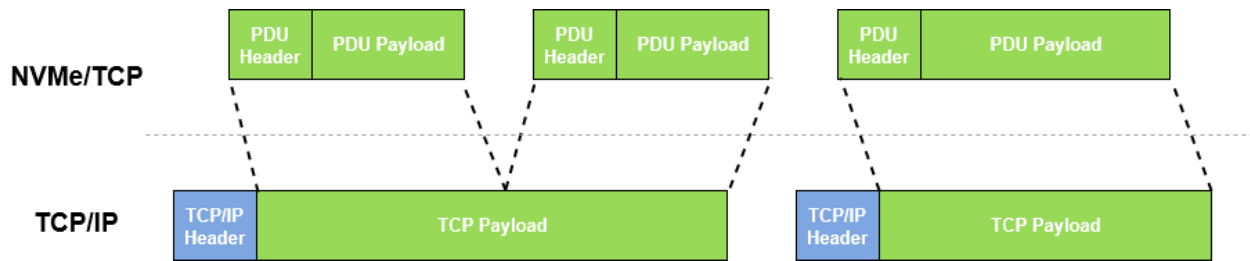 PDU
Header
PDU Payload
PDU
Header
PDU Payload
PDU
Header
PDU Payload
NVMe/TCP
TCP/IP
TCP/IP
Header
TCP Payload
TCP/IP
Header
TCP Payload